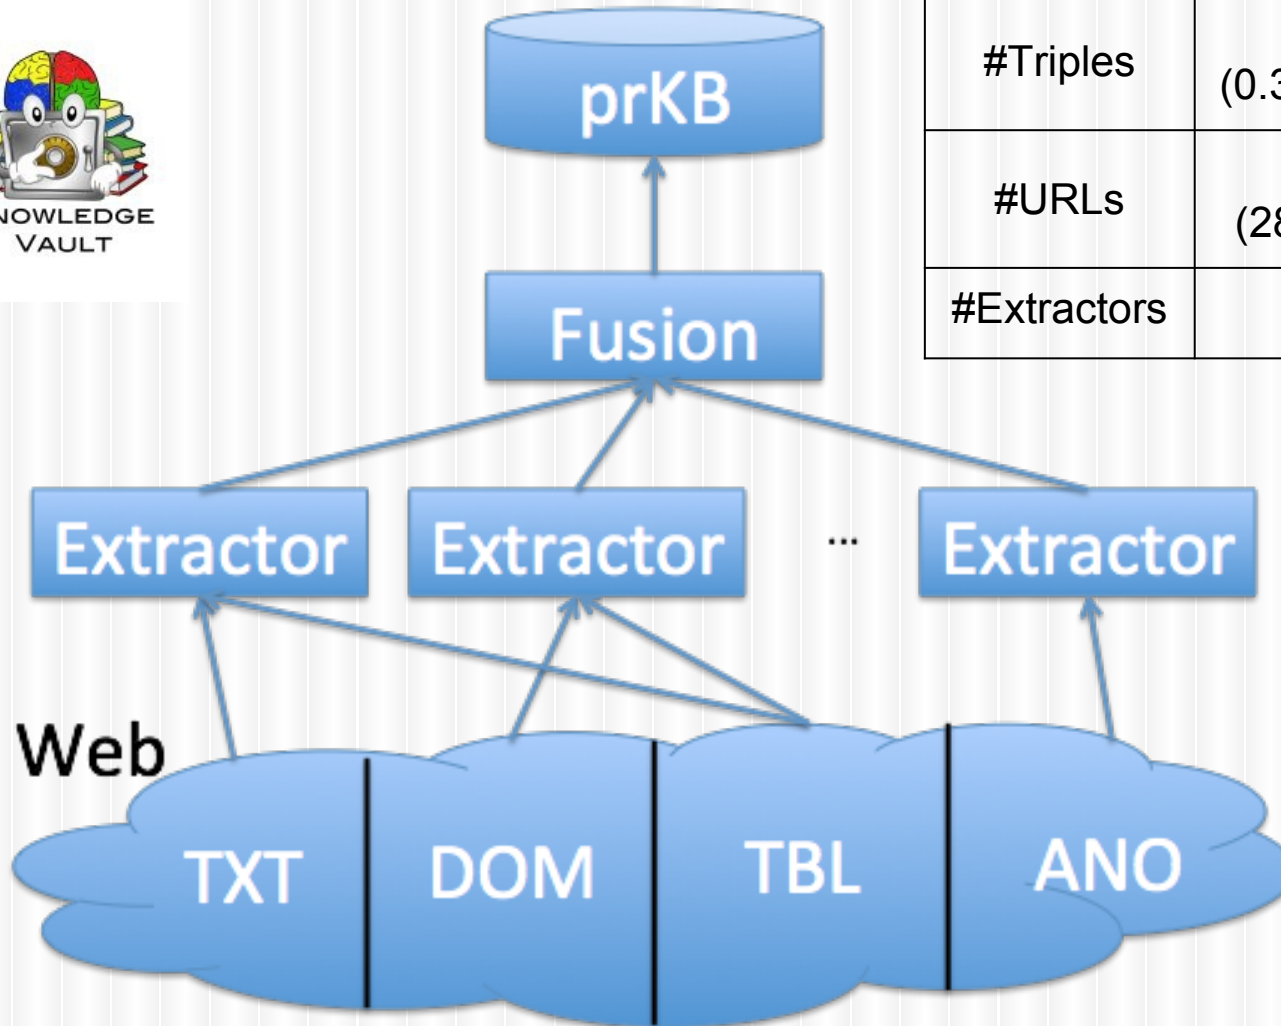 prKB
#Triples
(0.3
NOWLEDGE
VAULT
#URLs
(28
Fusion
#Extractors
Extractor Extractor ... Extractor
Web
TXT DOM TBL ANO